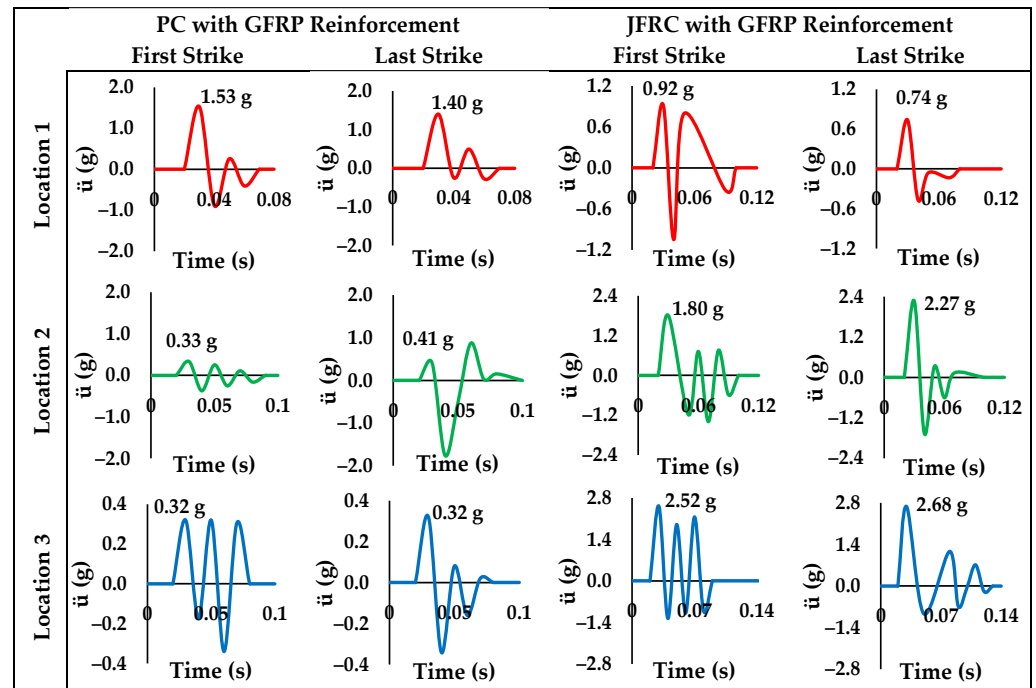 PC with GFRP Reinforcement JFRC with GFRP Reinforcement
First Strike Last Strike First Strike Last Strike
Location 1
2.0
1.0
0.0
−1.0
−2.0
ü (g)
1.53 g
0 0.04 0.08
Time (s)
2.0
1.0
0.0
−1.0
−2.0
ü (g)
1.40 g
0 0.04 0.08
Time (s)
1.2
0.6
0.0
−0.6
−1.2
ü (g)
0.92 g
0 0.06 0.12
Time (s)
1.2
0.6
0.0
−0.6
−1.2
ü (g)
0.74 g
0 0.06 0.12
Time (s)
Location 2
2.0
1.0
0.0
−1.0
−2.0
ü (g)
0.33 g
0 0.05 0.1
Time (s)
2.0
1.0
0.0
−1.0
−2.0
ü (g)
0.41 g
0 0.05 0.1
Time (s)
2.4
1.2
0.0
−1.2
−2.4
ü (g)
1.80 g
0 0.06 0.12
Time (s)
2.4
1.2
0.0
−1.2
−2.4
ü (g)
2.27 g
0 0.06 0.12
Time (s)
Location 3
0.4
0.2
0.0
−0.2
−0.4
ü (g)
0.32 g
0 0.05 0.1
Time (s)
0.4
0.2
0.0
−0.2
−0.4
ü (g)
0.32 g
0 0.05 0.1
Time (s)
2.8
1.4
0.0
−1.4
−2.8
ü (g)
2.52 g
0 0.07 0.14
Time (s)
2.8
1.4
0.0
−1.4
−2.8
ü (g)
2.68 g
0 0.07 0.14
Time (s)